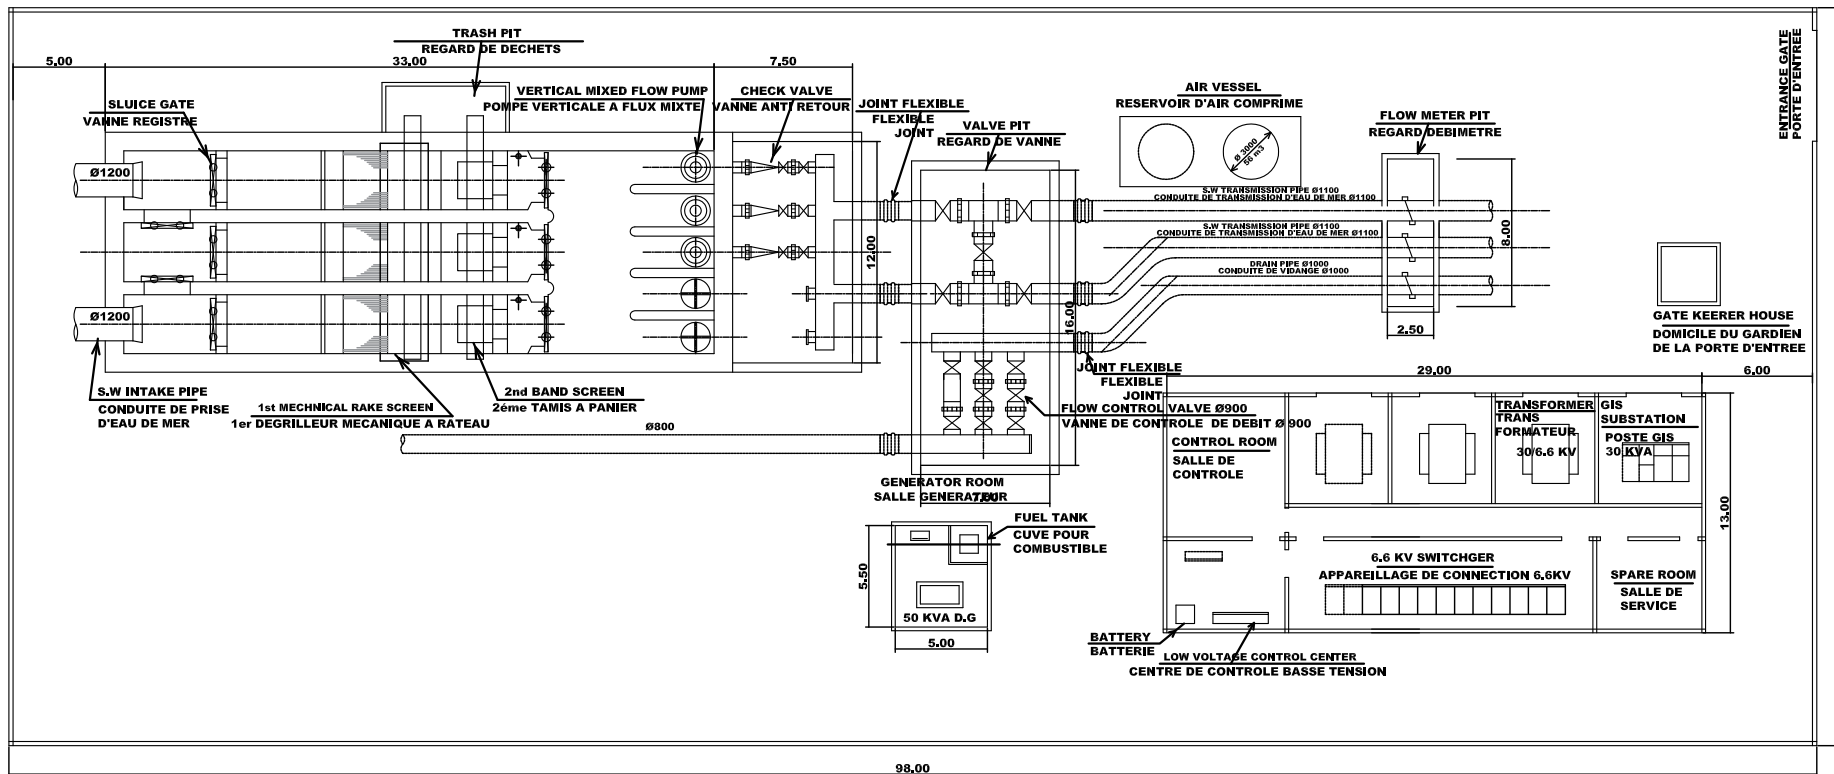 TRASH PIT
REGARD DE DECHETS
5.00
33.00
7.50
SLUICE GATE
VANNE REGISTRE
VERTICAL MIXED FLOW PUMP
POMPE VERTICALE A FLUX MIXTE
CHECK VALVE
VANNE ANTI RETOUR
JOINT FLEXIBLE
FLEXIBLE
JOINT
VALVE PIT
REGARD DE VANNE
AIR VESSEL
RESERVOIR D'AIR COMPRIME
Ø 3000
56 m3
FLOW METER PIT
REGARD DEBIMETRE
ENTRANCE GATE
PORTE D'ENTREE
Ø1200
S.W TRANSMISSION PIPE Ø1100
CONDUITE DE TRANSMISSION D'EAU DE MER Ø1100
S.W TRANSMISSION PIPE Ø1100
CONDUITE DE TRANSMISSION D'EAU DE MER Ø1100
DRAIN PIPE Ø1000
CONDUITE DE VIDANGE Ø1000
12.00
16.00
8.00
2.50
Ø1200
GATE KEERER HOUSE
DOMICILE DU GARDIEN
DE LA PORTE D'ENTREE
S.W INTAKE PIPE
CONDUITE DE PRISE
D'EAU DE MER
1st MECHNICAL RAKE SCREEN
1er DEGRILLEUR MECANIQUE A RATEAU
2nd BAND SCREEN
2éme TAMIS A PANIER
JOINT FLEXIBLE
FLEXIBLE
JOINT
FLOW CONTROL VALVE Ø900
VANNE DE CONTROLE DE DEBIT Ø 900
29.00
6.00
Ø800
CONTROL ROOM
SALLE DE
CONTROLE
TRANSFORMER
TRANS
FORMATEUR
30/6.6 KV
GIS
SUBSTATION
POSTE GIS
30 KVA
GENERATOR ROOM
SALLE GENERATEUR
7.00
FUEL TANK
CUVE POUR
COMBUSTIBLE
5.50
50 KVA D.G
5.00
13.00
6.6 KV SWITCHGER
APPAREILLAGE DE CONNECTION 6.6KV
SPARE ROOM
SALLE DE
SERVICE
BATTERY
BATTERIE
LOW VOLTAGE CONTROL CENTER
CENTRE DE CONTROLE BASSE TENSION
98.00